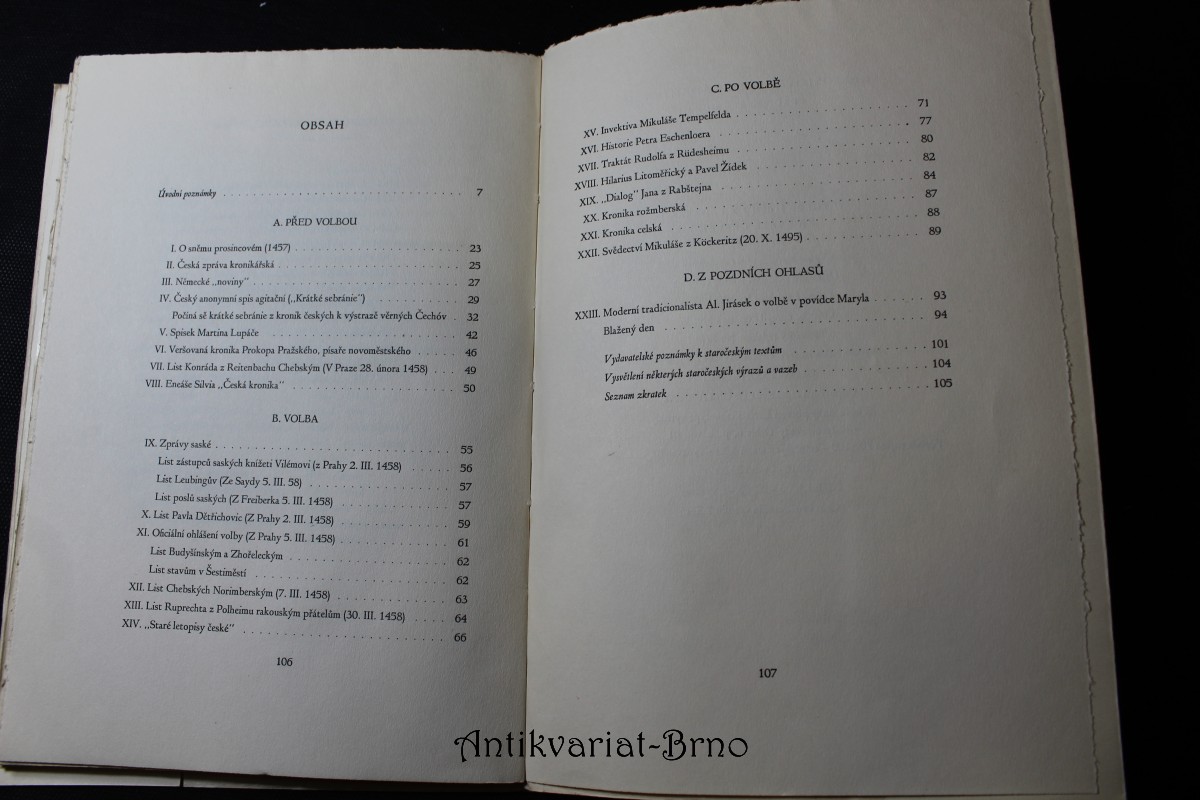 OBSAH
Úvodní poznámky . . . 7
A. PŘED VOLBOU
I. O sněmu prosincovém (1457) . . . 23
II. Česká zpráva kronikářská . . . 25
III. Německé „noviny" . . . 27
IV. Český anonymní spis agitační („Krátké sebránie") . . . 29
Počíná sě krátké sebránie z kronik českých k výstraze věrných Čechóv . 32
V. Spisek Martina Lupáče . . . 42
VI. Veršovaná kronika Prokopa Pražského, písaře novoměstského . . . 46
VII. List Konráda z Reitenbachu Chebským (V Praze 28. února 1458) . . . 49
VIII. Eneáše Silvia „Česká kronika" . . . 50
B. VOLBA
IX. Zprávy saské . . . 55
List zástupců saských knížeti Vilémovi (z Prahy 2. III. 1458) . . . 56
List Leubingův (Ze Saydy 5. III. 58) . . . 57
List poslů saských (Z Freiberka 5. III. 1458) . . . 57
X. List Pavla Dětřichovic (Z Prahy 2. III. 1458) . . . 59
XI. Oficiální ohlášení volby (Z Prahy 5. III. 1458) . . . 61
List Budyšínským a Zhořeleckým . . . 62
List stavům v Šestiměstí . . . 62
XII. List Chebských Norimberským (7. III. 1458) . . . 63
XIII. List Ruprechta z Polheimu rakouským přátelům (30. III. 1458) . . . 64
XIV. „Staré letopisy české" . . . 66
106
C. PO VOLBĚ
XV. Invektiva Mikuláše Tempelfelda . . . 71
XVI. Historie Petra Eschenloera . . . 77
XVII. Traktát Rudolfa z Rüdesheimu . . . 80
XVIII. Hilarius Litoměřický a Pavel Žídek . . . 82
XIX. „Dialog" Jana z Rabštejna . . . 84
XX. Kronika rožmberská . . . 87
XXI. Kronika celská . . . 88
XXII. Svědectví Mikuláše z Köckeritz (20. X. 1495) . . . 89
D. Z POZDNÍCH OHLASŮ
XXIII. Moderní tradicionalista Al. Jirásek o volbě v povídce Maryla . . . 93
Blažený den . . . 94
Vydavatelské poznámky k staročeským textům . . . 101
Vysvětlení některých staročeských výrazů a vazeb . . . 104
Seznam zkratek . . . 105
107
Antikvariat-Brno